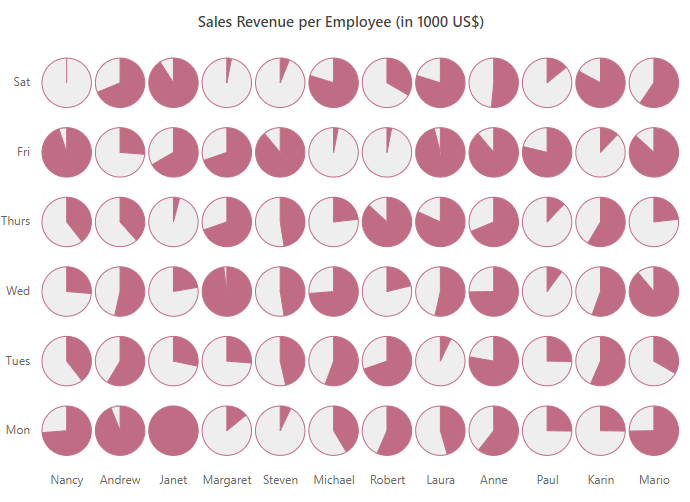 Sales Revenue per Employee (in 1000 US$)
Sat
Fri
Thurs
Wed
Tues
Mon
Nancy Andrew Janet Margaret Steven Michael Robert Laura Anne Paul Karin Mario